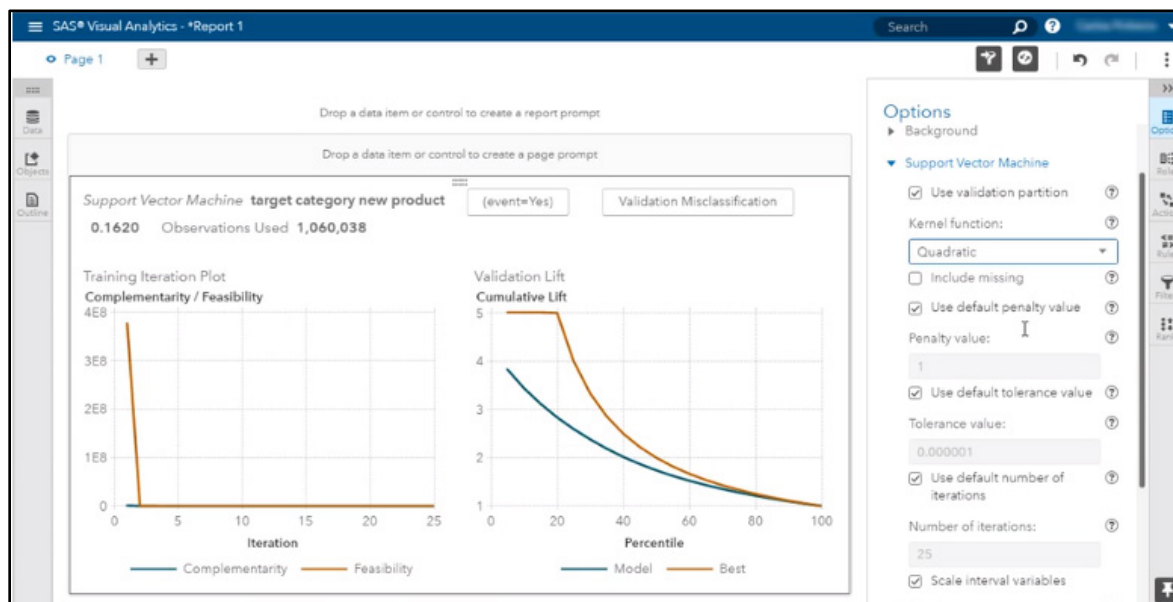 SAS® Visual Analytics - *Report 1
Search
Page 1
Data
Objects
Outline
Drop a data item or control to create a report prompt
Drop a data item or control to create a page prompt
Support Vector Machine target category new product (event=Yes) Validation Misclassification
0.1620 Observations Used 1,060,038
Training Iteration Plot
Complementarity / Feasibility
4E8
3E8
2E8
1E8
0
0 5 10 15 20 25
Iteration
Complementarity Feasibility
Validation Lift
Cumulative Lift
5
4
3
2
1
0 20 40 60 80 100
Percentile
Model Best
Options
Background
Support Vector Machine
Use validation partition
Kernel function:
Quadratic
Include missing
Use default penalty value
Penalty value:
1
Use default tolerance value
Tolerance value:
0.000001
Use default number of
iterations
Number of iterations:
25
Scale interval variables